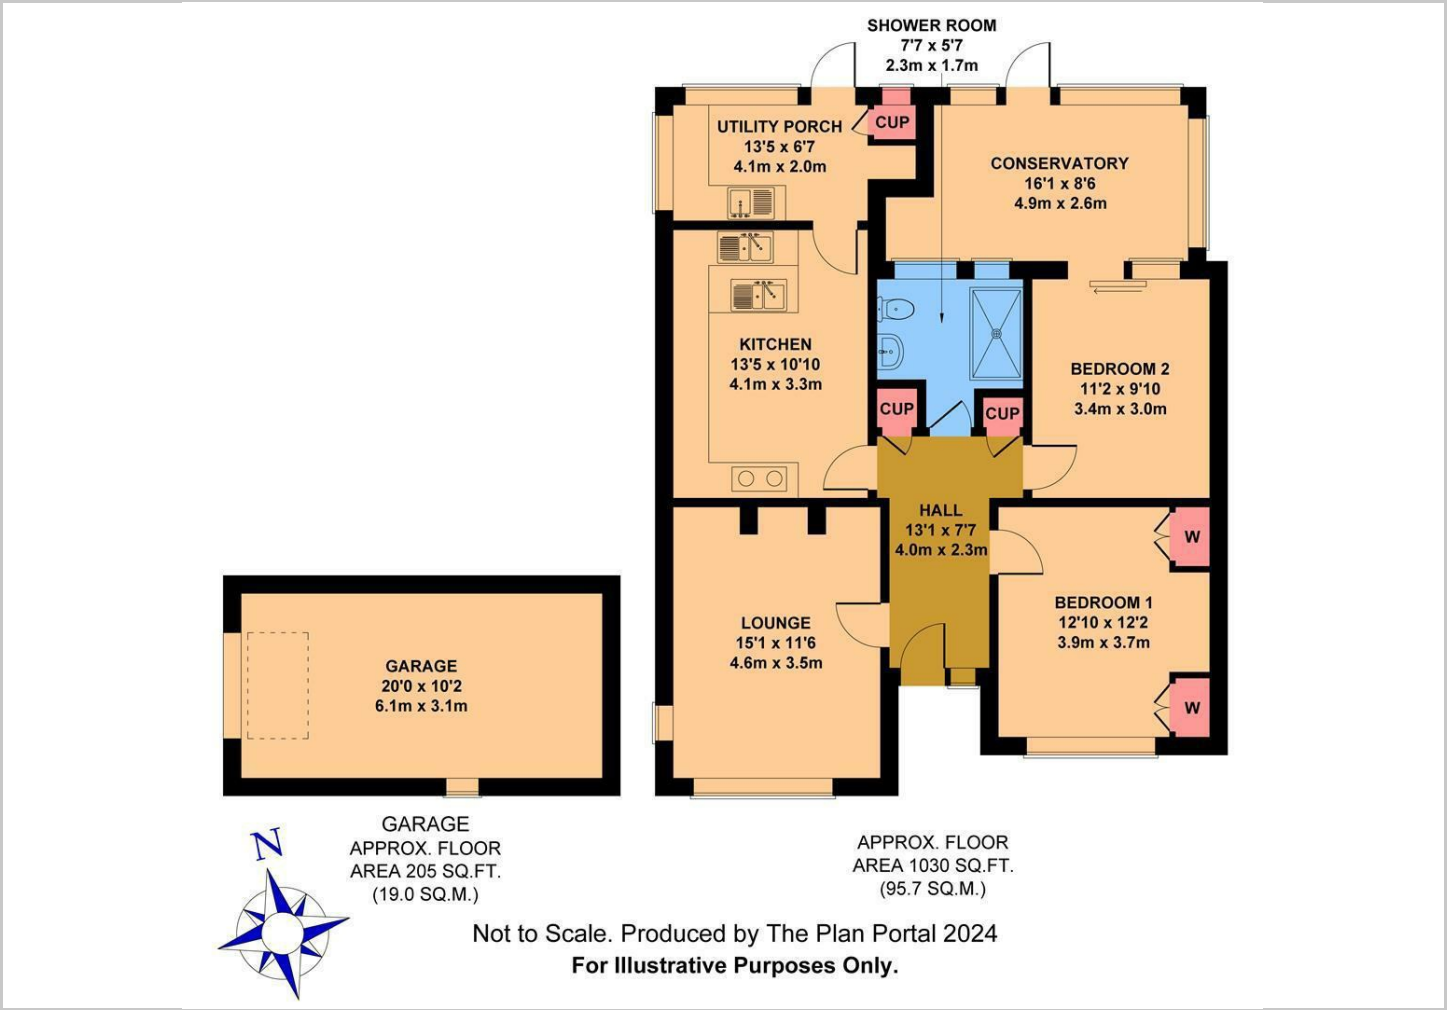 SHOWER ROOM
7'7 x 5'7
2.3m x 1.7m
UTILITY PORCH
13'5 x 6'7
4.1m x 2.0m
CUP
CONSERVATORY
16'1 x 8'6
4.9m x 2.6m
KITCHEN
13'5 x 10'10
4.1m x 3.3m
BEDROOM 2
11'2 x 9'10
3.4m x 3.0m
CUP
CUP
HALL
13'1 x 7'7
4.0m x 2.3m
W
LOUNGE
15'1 x 11'6
4.6m x 3.5m
BEDROOM 1
12'10 x 12'2
3.9m x 3.7m
W
GARAGE
20'0 x 10'2
6.1m x 3.1m
GARAGE
APPROX. FLOOR
AREA 205 SQ.FT.
(19.0 SQ.M.)
N
APPROX. FLOOR
AREA 1030 SQ.FT.
(95.7 SQ.M.)
Not to Scale. Produced by The Plan Portal 2024
For Illustrative Purposes Only.